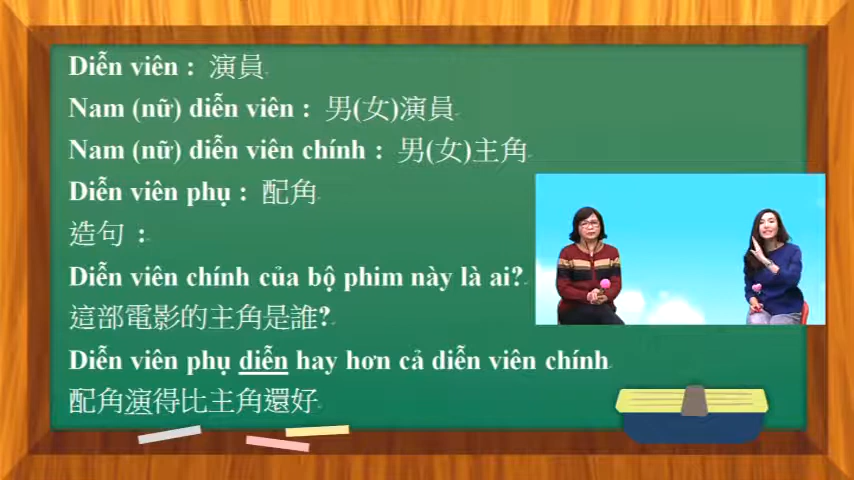 Diễn viên : 演員
Nam (nữ) diễn viên : 男(女)演員
Nam (nữ) diễn viên chính : 男(女)主角
Diễn viên phụ : 配角
造句 :
Diễn viên chính của bộ phim này là ai?
這部電影的主角是誰?
Diễn viên phụ diễn hay hơn cả diễn viên chính
配角演得比主角還好